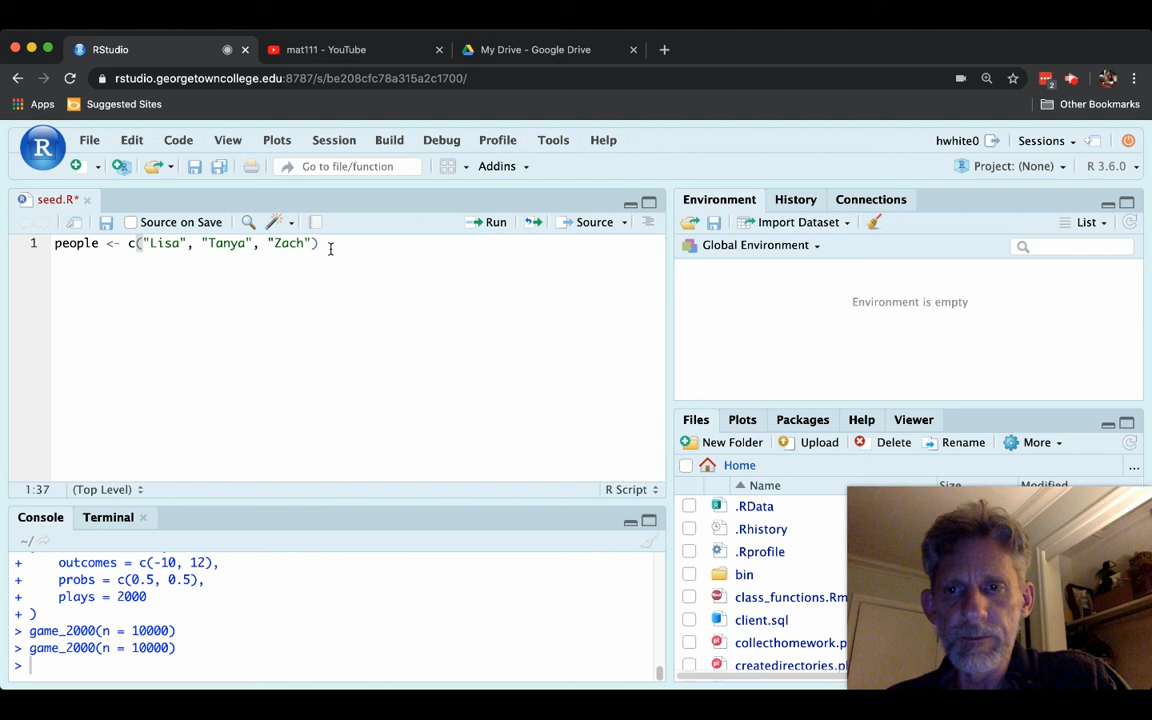 RStudio
mat111 - YouTube
My Drive - Google Drive
rstudio.georgetowncollege.edu:8787/s/be208cfc78a315a2c1700/
2
Apps
Suggested Sites
Other Bookmarks
R
File Edit Code View Plots Session Build Debug Profile Tools Help
hwhite0
Sessions
Go to file/function
Addins
Project: (None)
R 3.6.0
seed.R*
Source on Save
Run
Source
1 people <- c("Lisa", "Tanya", "Zach")
1:37 (Top Level)
R Script
Console Terminal
~/
+ outcomes = c(-10, 12),
+ probs = c(0.5, 0.5),
+ plays = 2000
+ )
> game_2000(n = 10000)
> game_2000(n = 10000)
>
Environment History Connections
Import Dataset
List
Global Environment
Environment is empty
Files Plots Packages Help Viewer
New Folder Upload Delete Rename More
Home
...
Name
.RData
.Rhistory
.Rprofile
bin
class_functions.Rm
client.sql
collecthomework.p